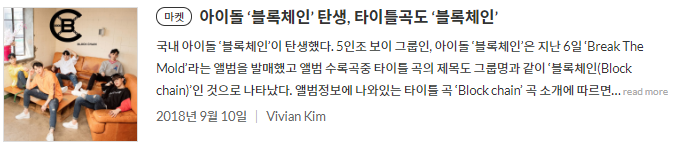 BLOCK CHAIN
마켓
아이돌 ‘블록체인’ 탄생, 타이틀곡도 ‘블록체인’
국내 아이돌 ‘블록체인’이 탄생했다. 5인조 보이 그룹인, 아이돌 ‘블록체인’은 지난 6일 ‘Break The
Mold’라는 앨범을 발매했고 앨범 수록곡중 타이틀 곡의 제목도 그룹명과 같이 ‘블록체인(Block
chain)’인 것으로 나타났다. 앨범정보에 나와있는 타이틀 곡 ‘Block chain’ 곡 소개에 따르면... read more
2018년 9월 10일 | Vivian Kim